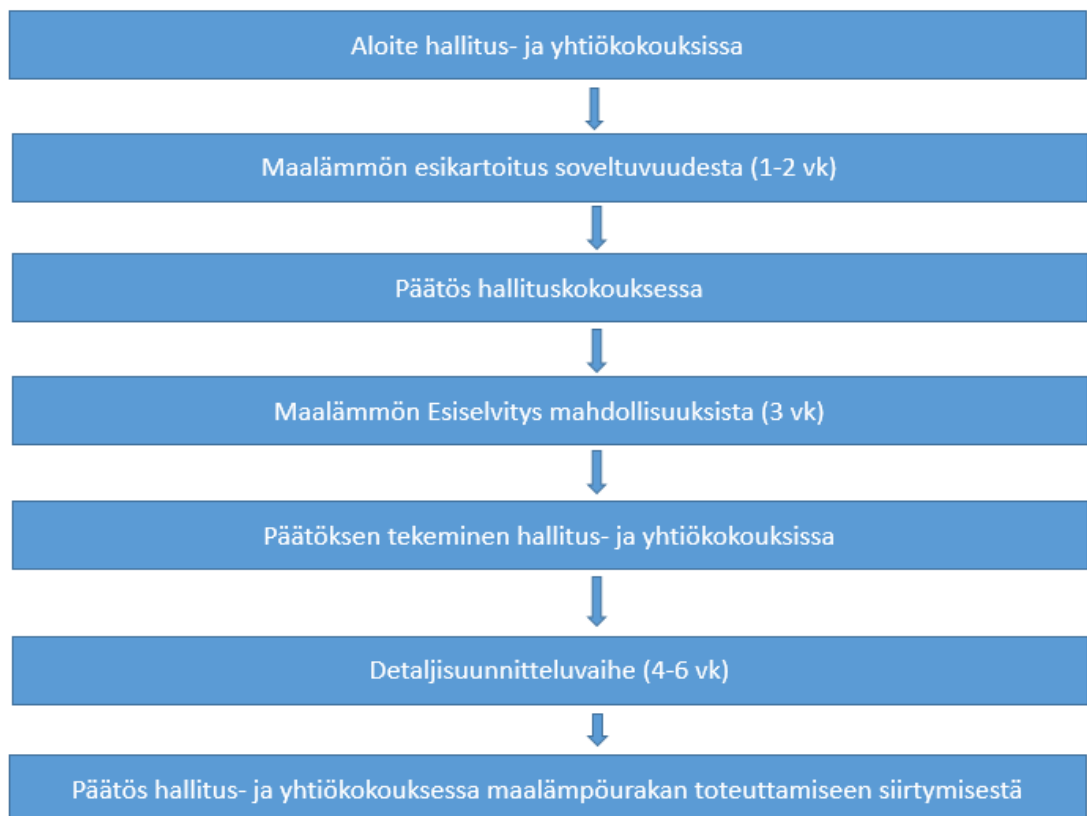 Aloite hallitus- ja yhtiökokouksissa
Maalämmön esikartoitus soveltuvuudesta (1-2 vk)
Päätös hallituskokouksessa
Maalämmön Esiselvitys mahdollisuuksista (3 vk)
Päätöksen tekeminen hallitus- ja yhtiökokouksissa
Detaljisuunnitteluvaihe (4-6 vk)
Päätös hallitus- ja yhtiökokouksessa maalämpöurakan toteuttamiseen siirtymisestä